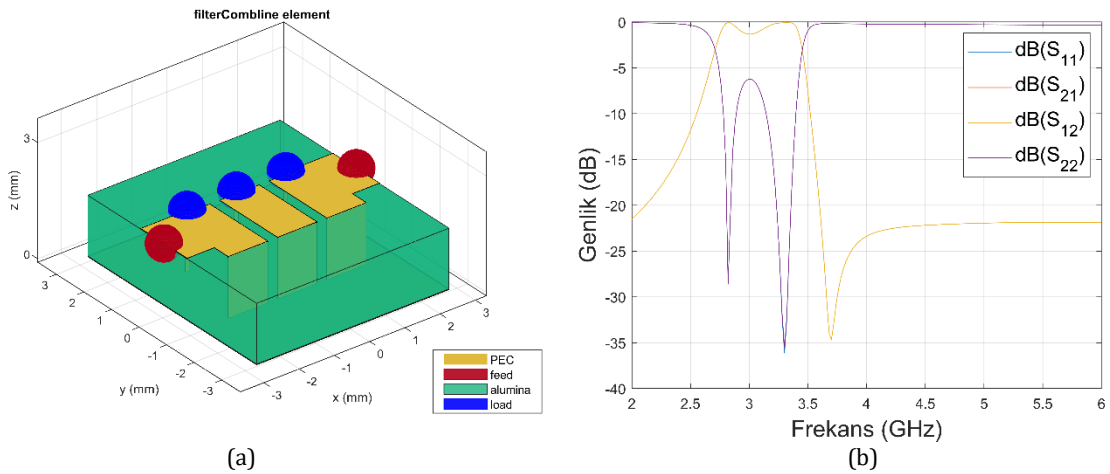 filterCombline element
z (mm)
3
0
3
2
1
0
-1
-2
-3
y (mm)
-3
-2
-1
0
1
2
3
x (mm)
PEC
feed
alumina
load
(a)
Genlik (dB)
0
-5
-10
-15
-20
-25
-30
-35
-40
2
2.5
3
3.5
4
4.5
5
5.5
6
Frekans (GHz)
dB(S11)
dB(S21)
dB(S12)
dB(S22)
(b)